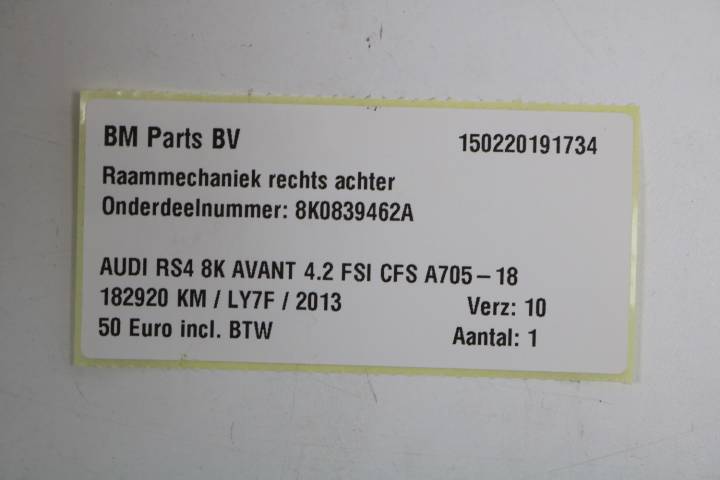 BM Parts BV 150220191734
Raammechaniek rechts achter
Onderdeelnummer: 8K0839462A
AUDI RS4 8K AVANT 4.2 FSI CFS A705-18
182920 KM / LY7F / 2013 Verz: 10
50 Euro incl. BTW Aantal: 1